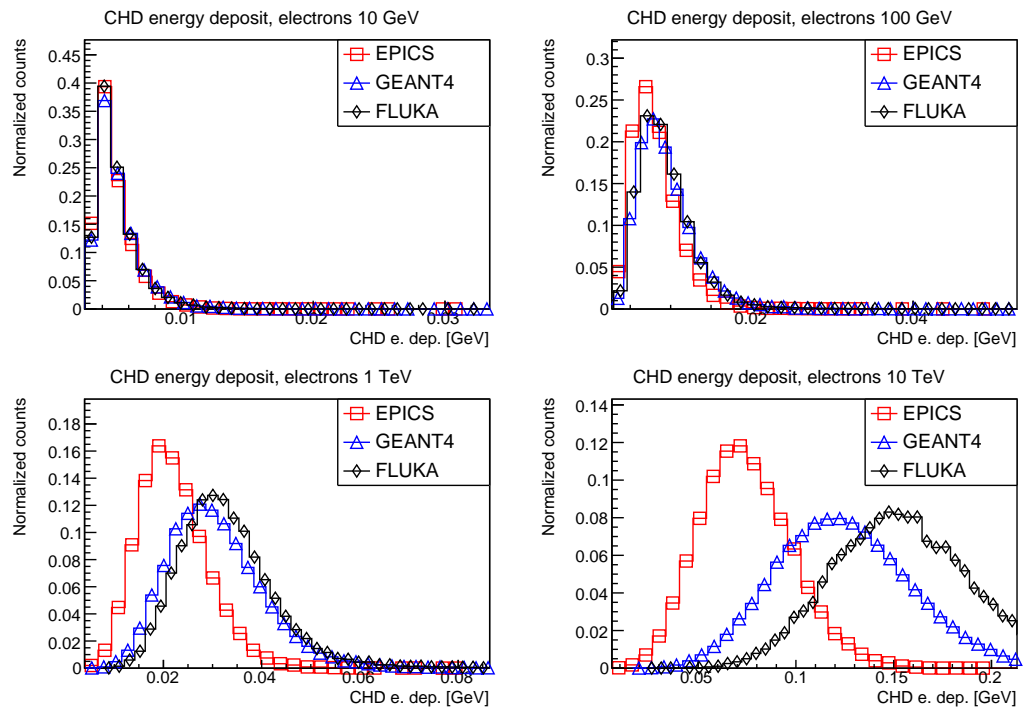 CHD energy deposit, electrons 10 GeV
Normalized counts
0.45
0.4
0.35
0.3
0.25
0.2
0.15
0.1
0.05
0
0.01
0.02
0.03
CHD e. dep. [GeV]
EPICS
GEANT4
FLUKA
CHD energy deposit, electrons 100 GeV
Normalized counts
0.3
0.25
0.2
0.15
0.1
0.05
0
0.02
0.04
CHD e. dep. [GeV]
EPICS
GEANT4
FLUKA
CHD energy deposit, electrons 1 TeV
Normalized counts
0.18
0.16
0.14
0.12
0.1
0.08
0.06
0.04
0.02
0
0.02
0.04
0.06
0.08
CHD e. dep. [GeV]
EPICS
GEANT4
FLUKA
CHD energy deposit, electrons 10 TeV
Normalized counts
0.14
0.12
0.1
0.08
0.06
0.04
0.02
0
0.05
0.1
0.15
0.2
CHD e. dep. [GeV]
EPICS
GEANT4
FLUKA